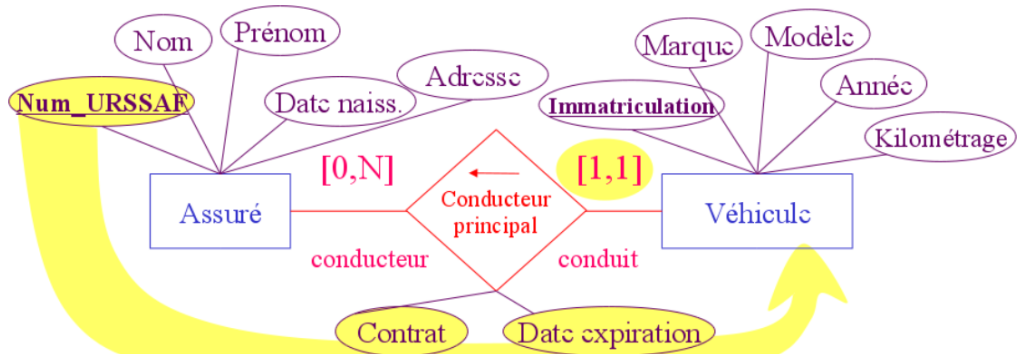 Nom
Prénom
Marque
Modèle
Num_URSSAF
Date naiss.
Adresse
Immatriculation
Année
Kilométrage
[0,N]
[1,1]
Assuré
Conducteur
principal
Véhicule
conducteur
conduit
Contrat
Date expiration